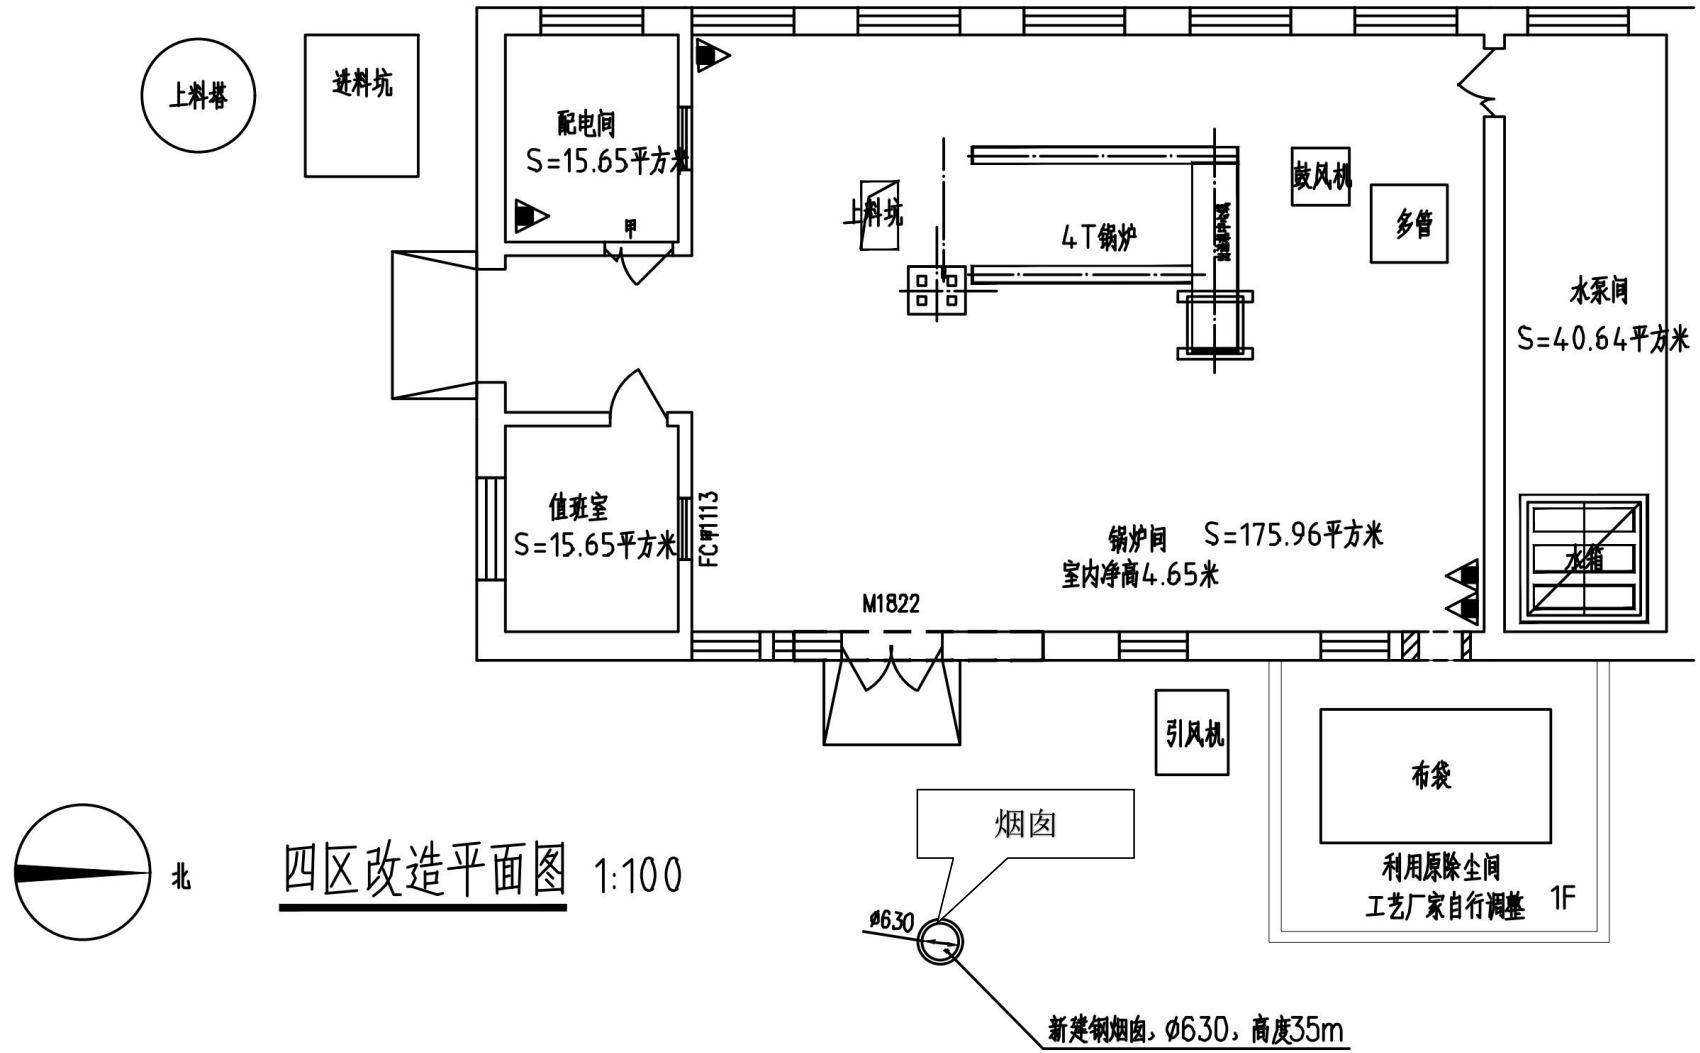 上料塔
进料坑
配电间
S=15.65平方米
甲
上料坑
4T锅炉
鼓风机
多管
水泵间
S=40.64平方米
值班室
S=15.65平方米
FC甲1113
锅炉间 S=175.96平方米
室内净高4.65米
水箱
M1822
引风机
布袋
利用原除尘间
工艺厂家自行调整 1F
烟囱
北
四区改造平面图 1:100
ø630
新建钢烟囱，ø630，高度35m